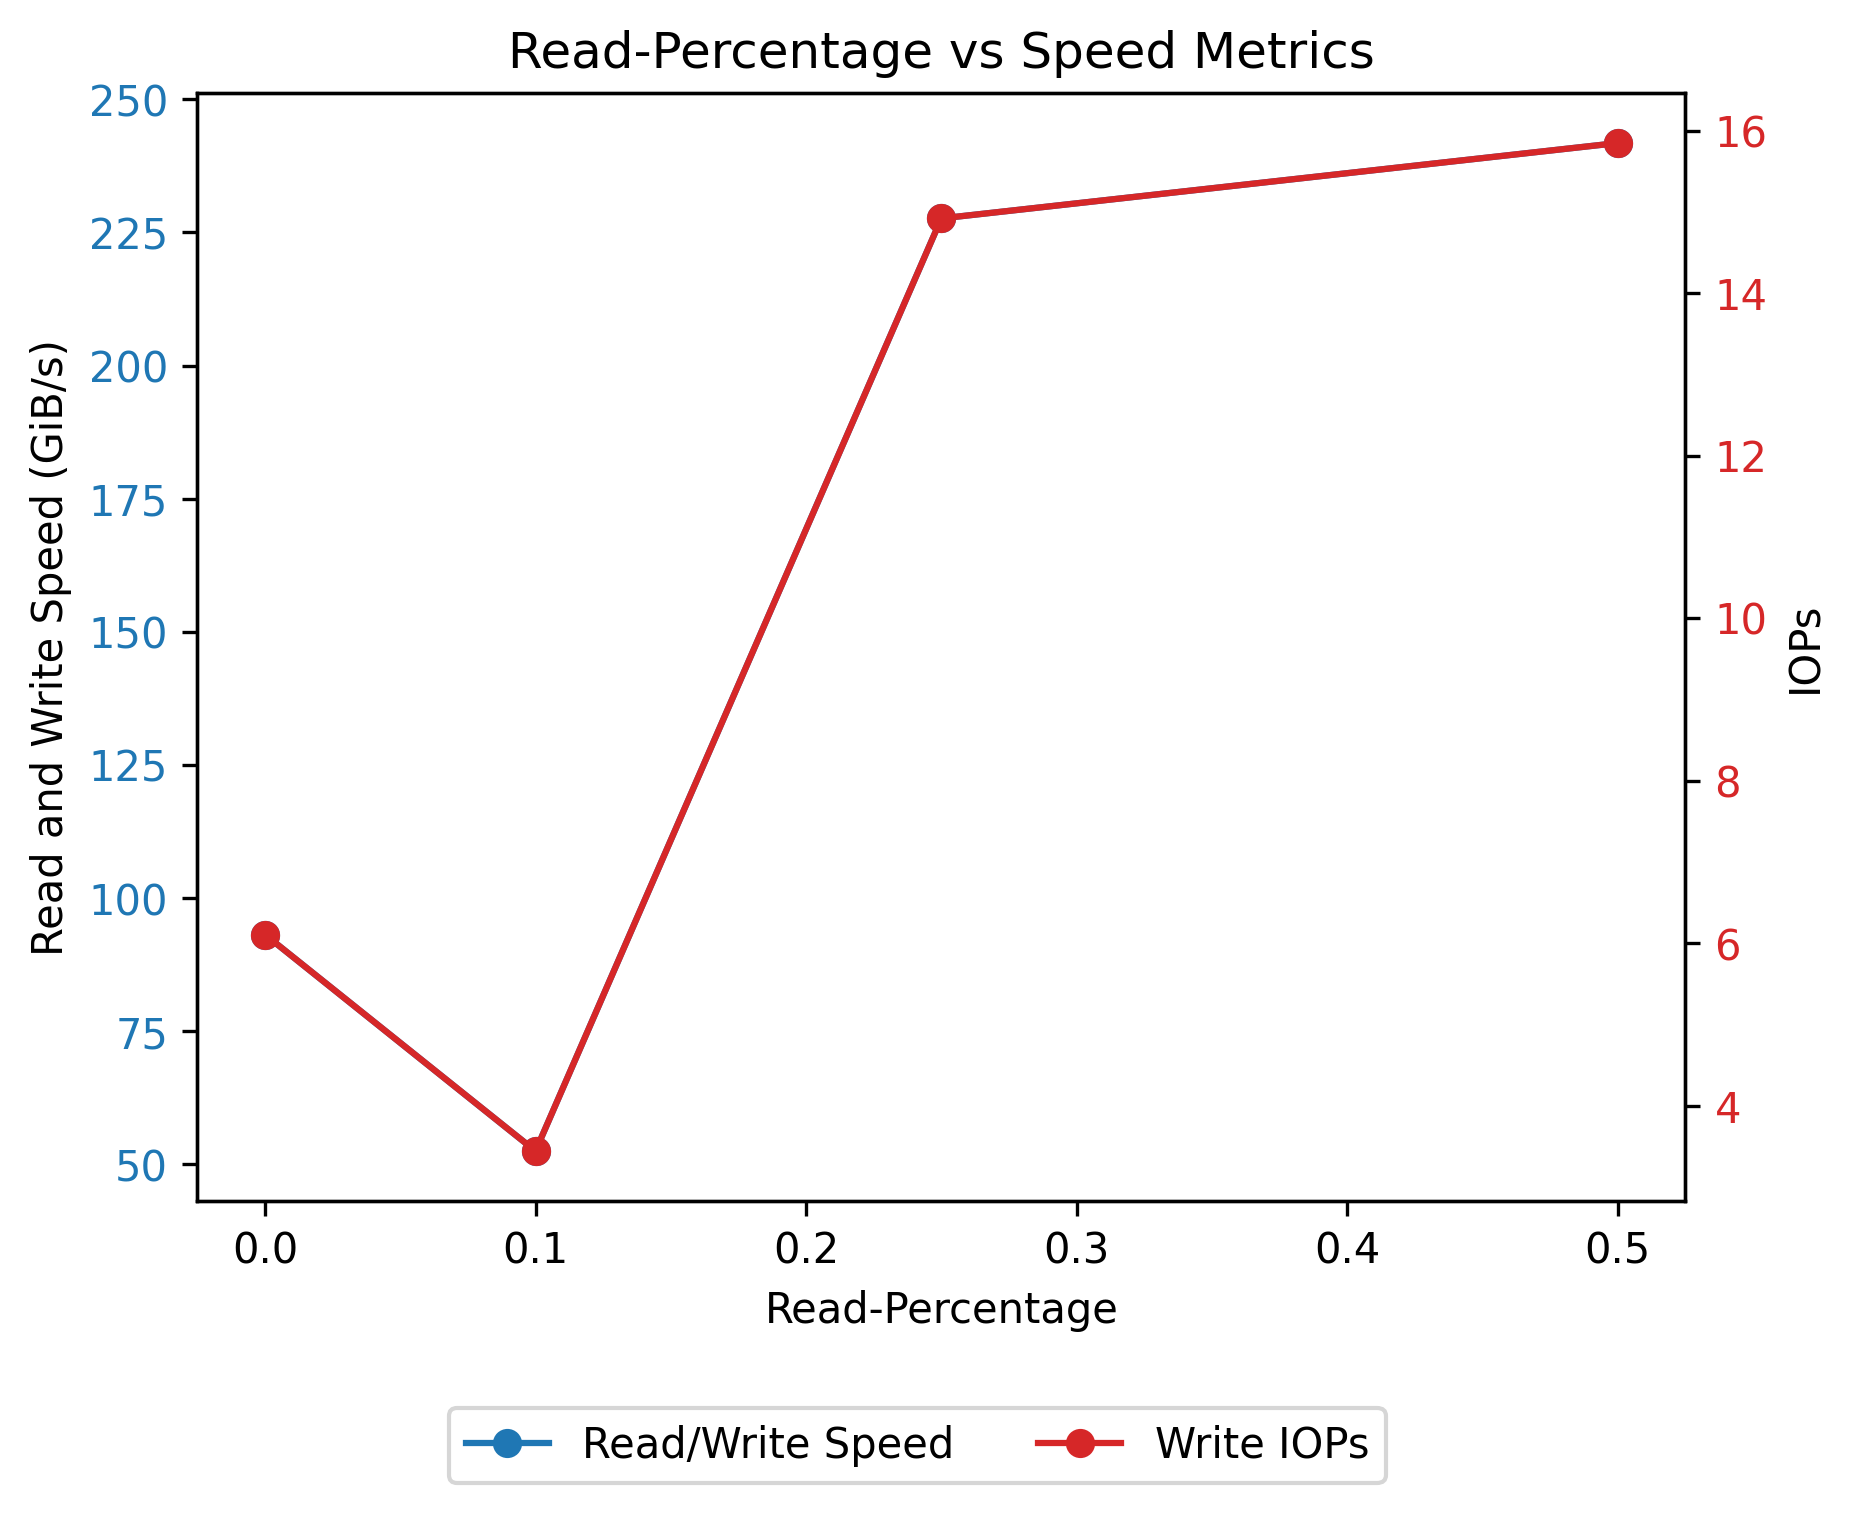 Read-Percentage vs Speed Metrics
250
225
200
175
150
125
100
75
50
Read and Write Speed (GiB/s)
16
14
12
10
8
6
4
IOPs
0.0 0.1 0.2 0.3 0.4 0.5
Read-Percentage
Read/Write Speed Write IOPs